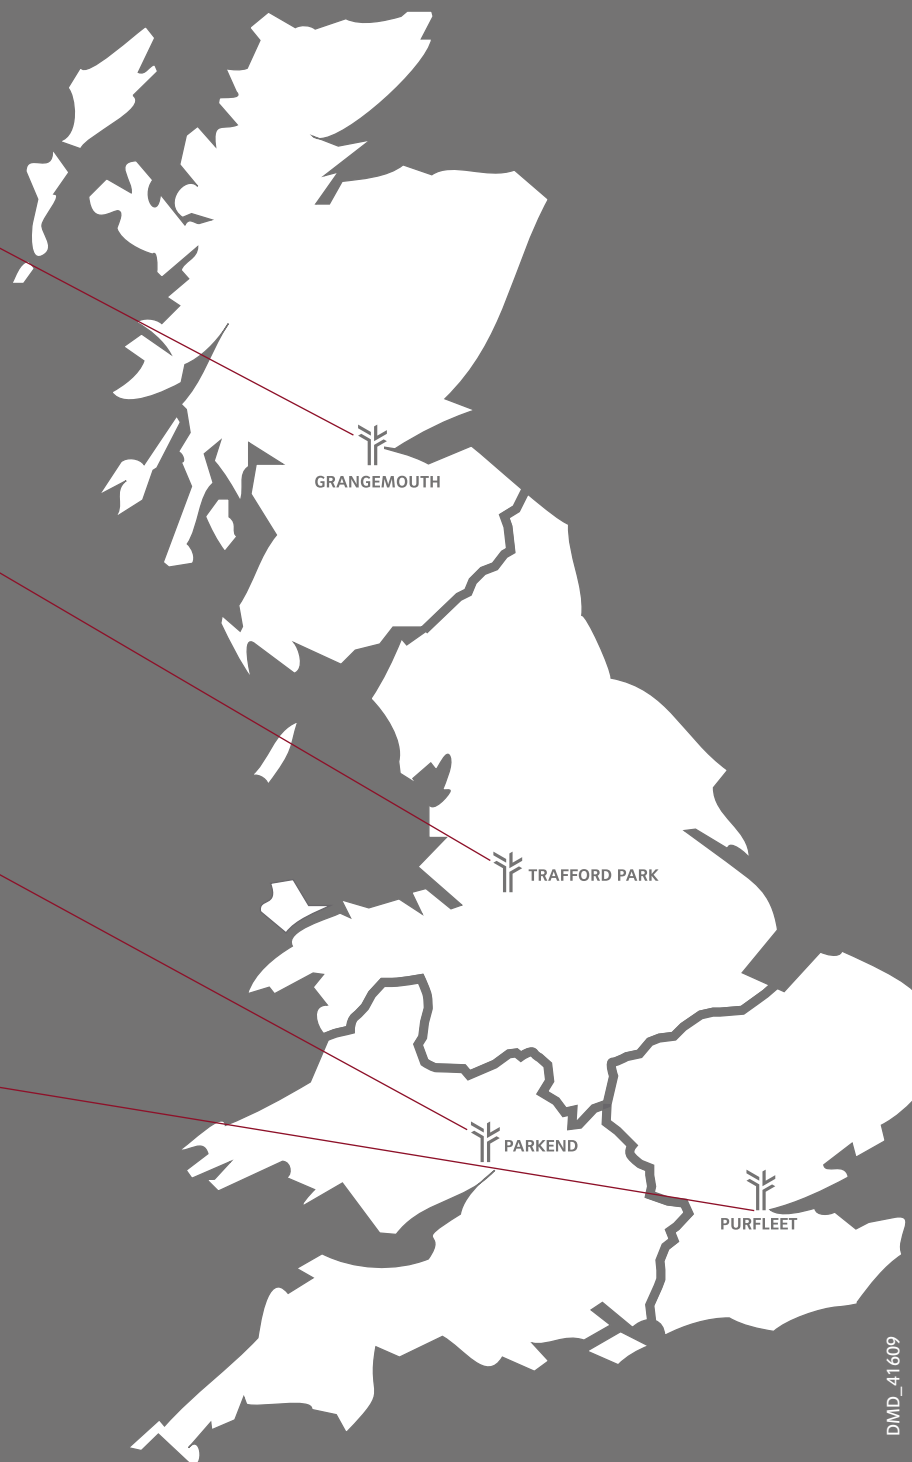 GRANGEMOUTH
TRAFFORD PARK
PARKEND
PURFLEET
DMD_41609